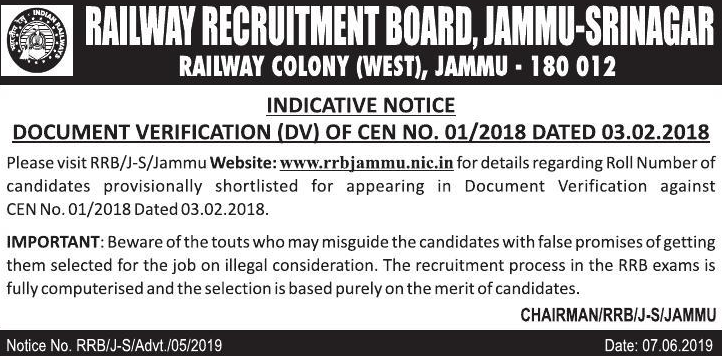 RAILWAY RECRUITMENT BOARD, JAMMU-SRINAGAR
RAILWAY COLONY (WEST), JAMMU - 180 012
INDIAN RAILWAYS
INDICATIVE NOTICE
DOCUMENT VERIFICATION (DV) OF CEN NO. 01/2018 DATED 03.02.2018
Please visit RRB/J-S/Jammu Website: www.rrbjammu.nic.in for details regarding Roll Number of
candidates provisionally shortlisted for appearing in Document Verification against
CEN No. 01/2018 Dated 03.02.2018.
IMPORTANT: Beware of the touts who may misguide the candidates with false promises of getting
them selected for the job on illegal consideration. The recruitment process in the RRB exams is
fully computerised and the selection is based purely on the merit of candidates.
CHAIRMAN/RRB/J-S/JAMMU
Notice No. RRB/J-S/Advt./05/2019 Date: 07.06.2019